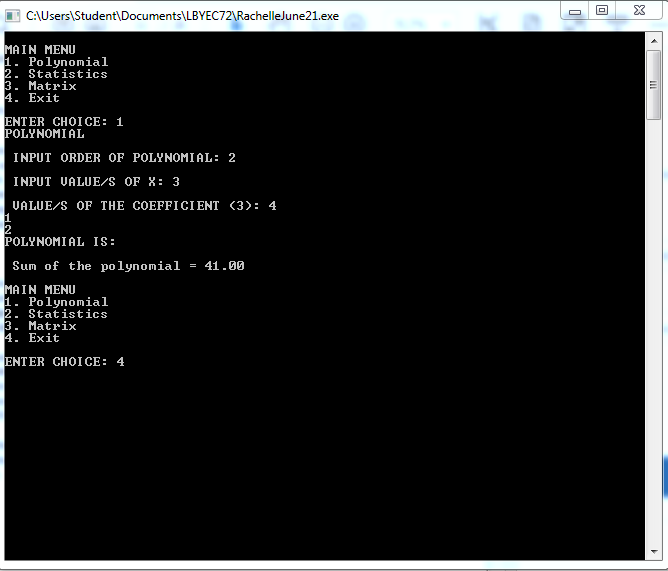 C:\Users\Student\Documents\LBYEC72\RachelleJune21.exe
MAIN MENU
1. Polynomial
2. Statistics
3. Matrix
4. Exit
ENTER CHOICE: 1
POLYNOMIAL
INPUT ORDER OF POLYNOMIAL: 2
INPUT VALUE/S OF X: 3
VALUE/S OF THE COEFFICIENT (3): 4
1
2
POLYNOMIAL IS:
Sum of the polynomial = 41.00
MAIN MENU
1. Polynomial
2. Statistics
3. Matrix
4. Exit
ENTER CHOICE: 4